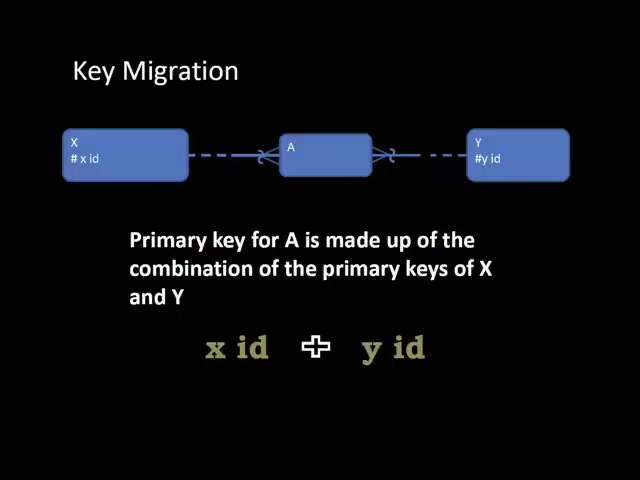 Key Migration
X
# x id
A
Y
#y id
Primary key for A is made up of the
combination of the primary keys of X
and Y
x id + y id